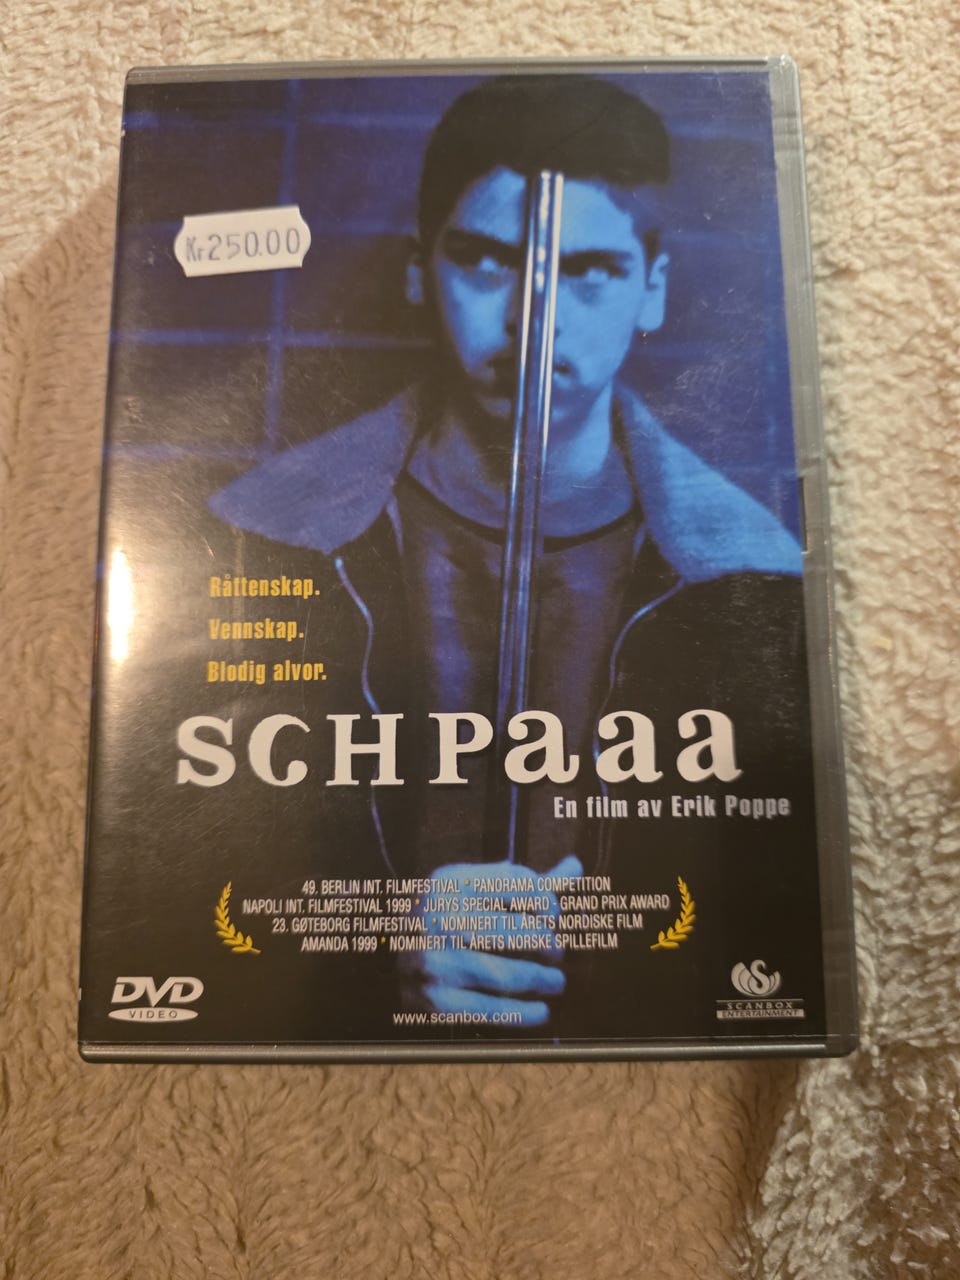 Kr250.00
Råttenskap.
Vennskap.
Blodig alvor.
SCHPaaa
En film av Erik Poppe
49. BERLIN INT. FILMFESTIVAL * PANORAMA COMPETITION
NAPOLI INT. FILMFESTIVAL 1999 * JURYS SPECIAL AWARD - GRAND PRIX AWARD
23. GØTEBORG FILMFESTIVAL * NOMINERT TIL ÅRETS NORDISKE FILM
AMANDA 1999 * NOMINERT TIL ÅRETS NORSKE SPILLEFILM
DVD
VIDEO
www.scanbox.com
S
SCANBOX
ENTERTAINMENT